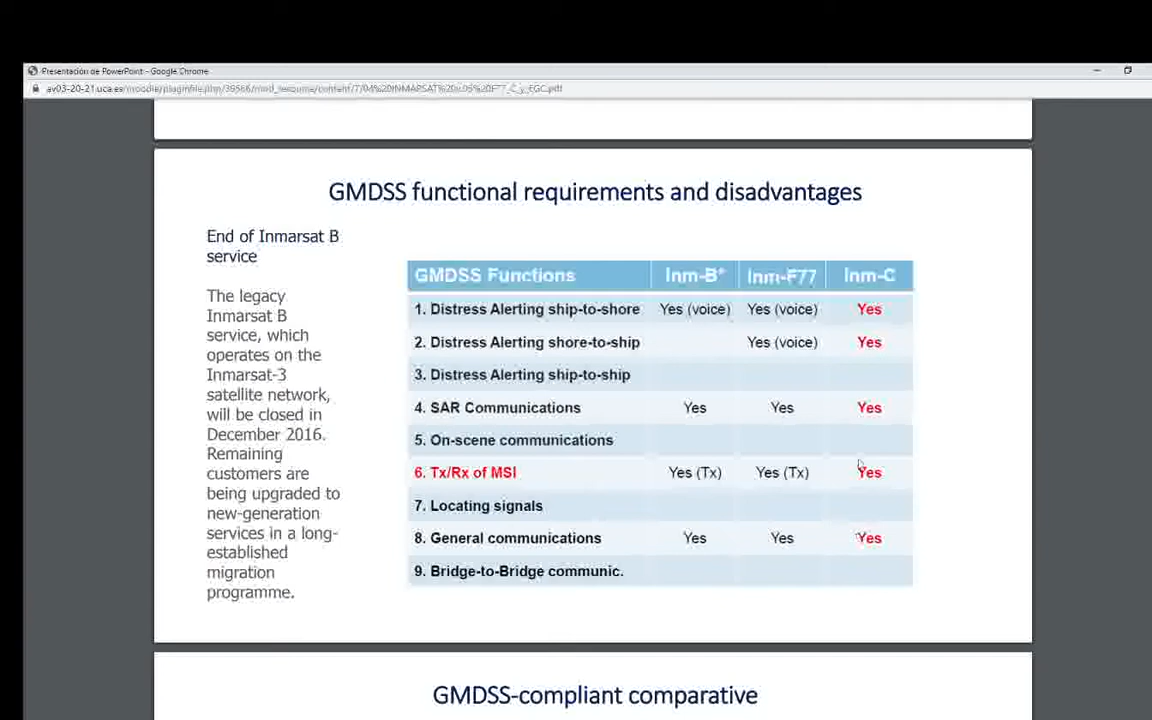 Presentación de PowerPoint - Google Chrome
GMDSS functional requirements and disadvantages
End of Inmarsat B
service
The legacy
Inmarsat B
service, which
operates on the
Inmarsat-3
satellite network,
will be closed in
December 2016.
Remaining
customers are
being upgraded to
new-generation
services in a long-
established
migration
programme.
GMDSS Functions Inm-B* Inm-F77 Inm-C
1. Distress Alerting ship-to-shore Yes (voice) Yes (voice) Yes
2. Distress Alerting shore-to-ship Yes (voice) Yes
3. Distress Alerting ship-to-ship
4. SAR Communications Yes Yes Yes
5. On-scene communications
6. Tx/Rx of MSI Yes (Tx) Yes (Tx) Yes
7. Locating signals
8. General communications Yes Yes Yes
9. Bridge-to-Bridge communic.
GMDSS-compliant comparative